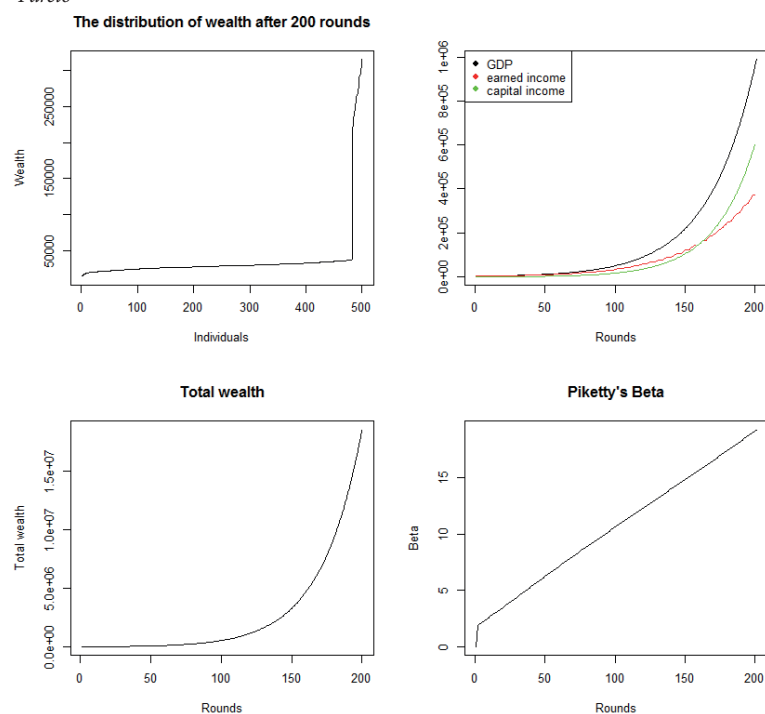 Pareto
The distribution of wealth after 200 rounds
Wealth
50000
150000
250000
0 100 200 300 400 500
Individuals
GDP
earned income
capital income
0e+00 2e+05 4e+05 6e+05 8e+05 1e+06
0 50 100 150 200
Rounds
Total wealth
Total wealth
0.0e+00 5.0e+06 1.0e+07 1.5e+07
0 50 100 150 200
Rounds
Piketty's Beta
Beta
0 5 10 15
0 50 100 150 200
Rounds